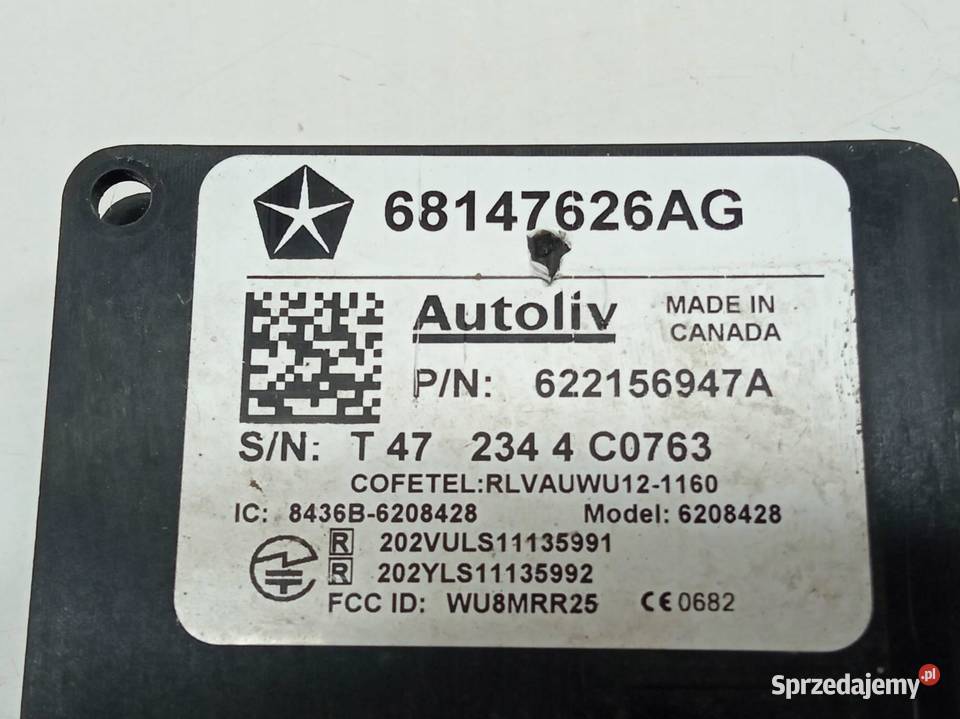 68147626AG
Autoliv MADE IN CANADA
P/N: 622156947A
S/N: T 47 234 4 C0763
COFETEL:RLVAUWU12-1160
IC: 8436B-6208428 Model: 6208428
R 202VULS11135991
R 202YLS11135992
FCC ID: WU8MRR25 CE 0682
Sprzedajemy.pl